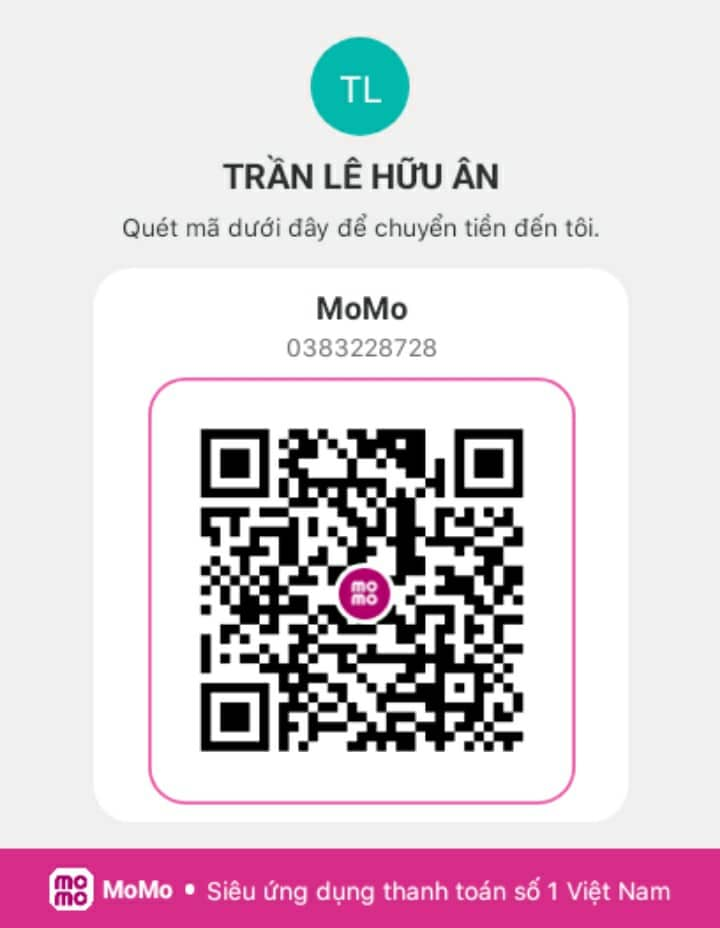 TL
TRẦN LÊ HỮU ÂN
Quét mã dưới đây để chuyển tiền đến tôi.
MoMo
0383228728
mo
mo
mo
mo MoMo • Siêu ứng dụng thanh toán số 1 Việt Nam